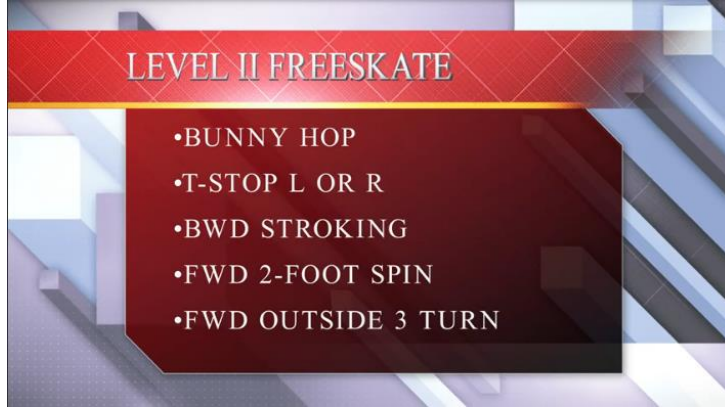 LEVEL II FREESKATE
•BUNNY HOP
•T-STOP L OR R
•BWD STROKING
•FWD 2-FOOT SPIN
•FWD OUTSIDE 3 TURN